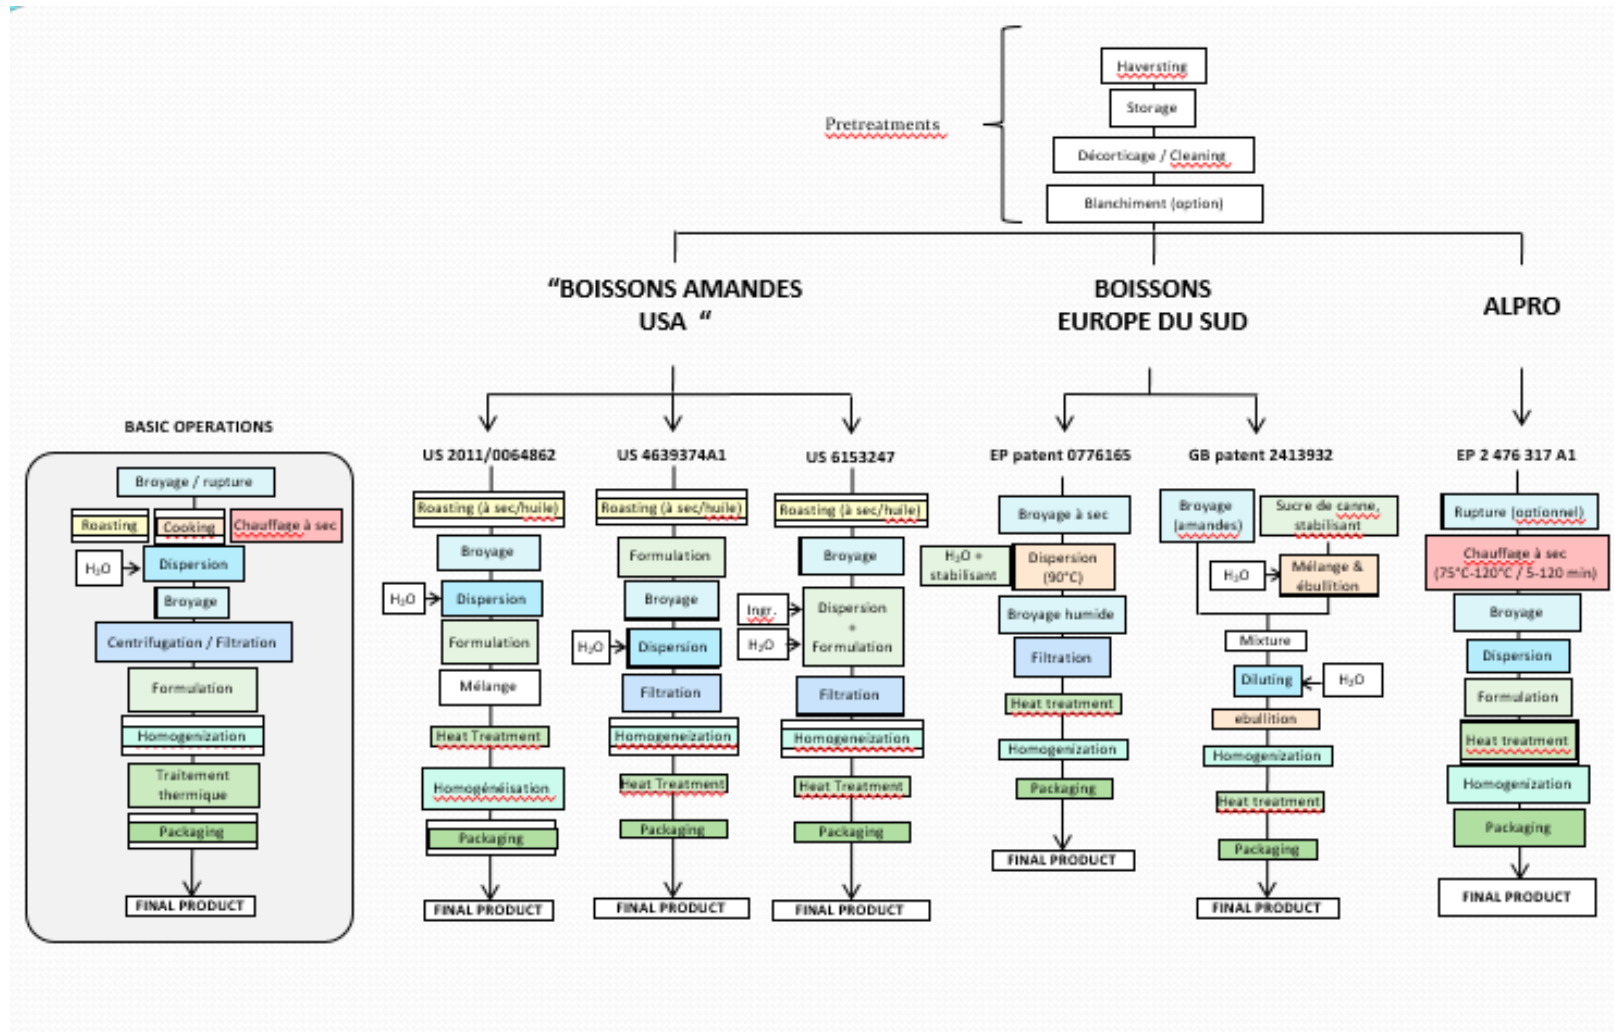 Haversting
Storage
Pretreatments
Décorticage / Cleaning
Blanchiment (option)
“BOISSONS AMANDES
USA “
BOISSONS
EUROPE DU SUD
ALPRO
BASIC OPERATIONS
Broyage / rupture
Roasting
Cooking
Chauffage à sec
H₂O
Dispersion
Broyage
Centrifugation / Filtration
Formulation
Homogenization
Traitement
thermique
Packaging
FINAL PRODUCT
US 2011/0064862
Roasting (à sec/huile)
Broyage
H₂O
Dispersion
Formulation
Mélange
Heat Treatment
Homogénéisation
Packaging
FINAL PRODUCT
US 4639374A1
Roasting (à sec/huile)
Formulation
Broyage
H₂O
Dispersion
Filtration
Homogeneization
Heat Treatment
Packaging
FINAL PRODUCT
US 6153247
Roasting (à sec/huile)
Broyage
Ingr.
H₂O
Dispersion
+
Formulation
Filtration
Homogeneization
Heat Treatment
Packaging
FINAL PRODUCT
EP patent 0776165
Broyage à sec
H₂O +
stabilisant
Dispersion
(90°C)
Broyage humide
Filtration
Heat treatment
Homogenization
Packaging
FINAL PRODUCT
GB patent 2413932
Broyage
(amandes)
Sucre de canne,
stabilisant
H₂O
Mélange &
ébullition
Mixture
Diluting
H₂O
ebullition
Homogenization
Heat treatment
Packaging
FINAL PRODUCT
EP 2 476 317 A1
Rupture (optionnel)
Chauffage à sec
(75°C-120°C / 5-120 min)
Broyage
Dispersion
Formulation
Heat treatment
Homogenization
Packaging
FINAL PRODUCT